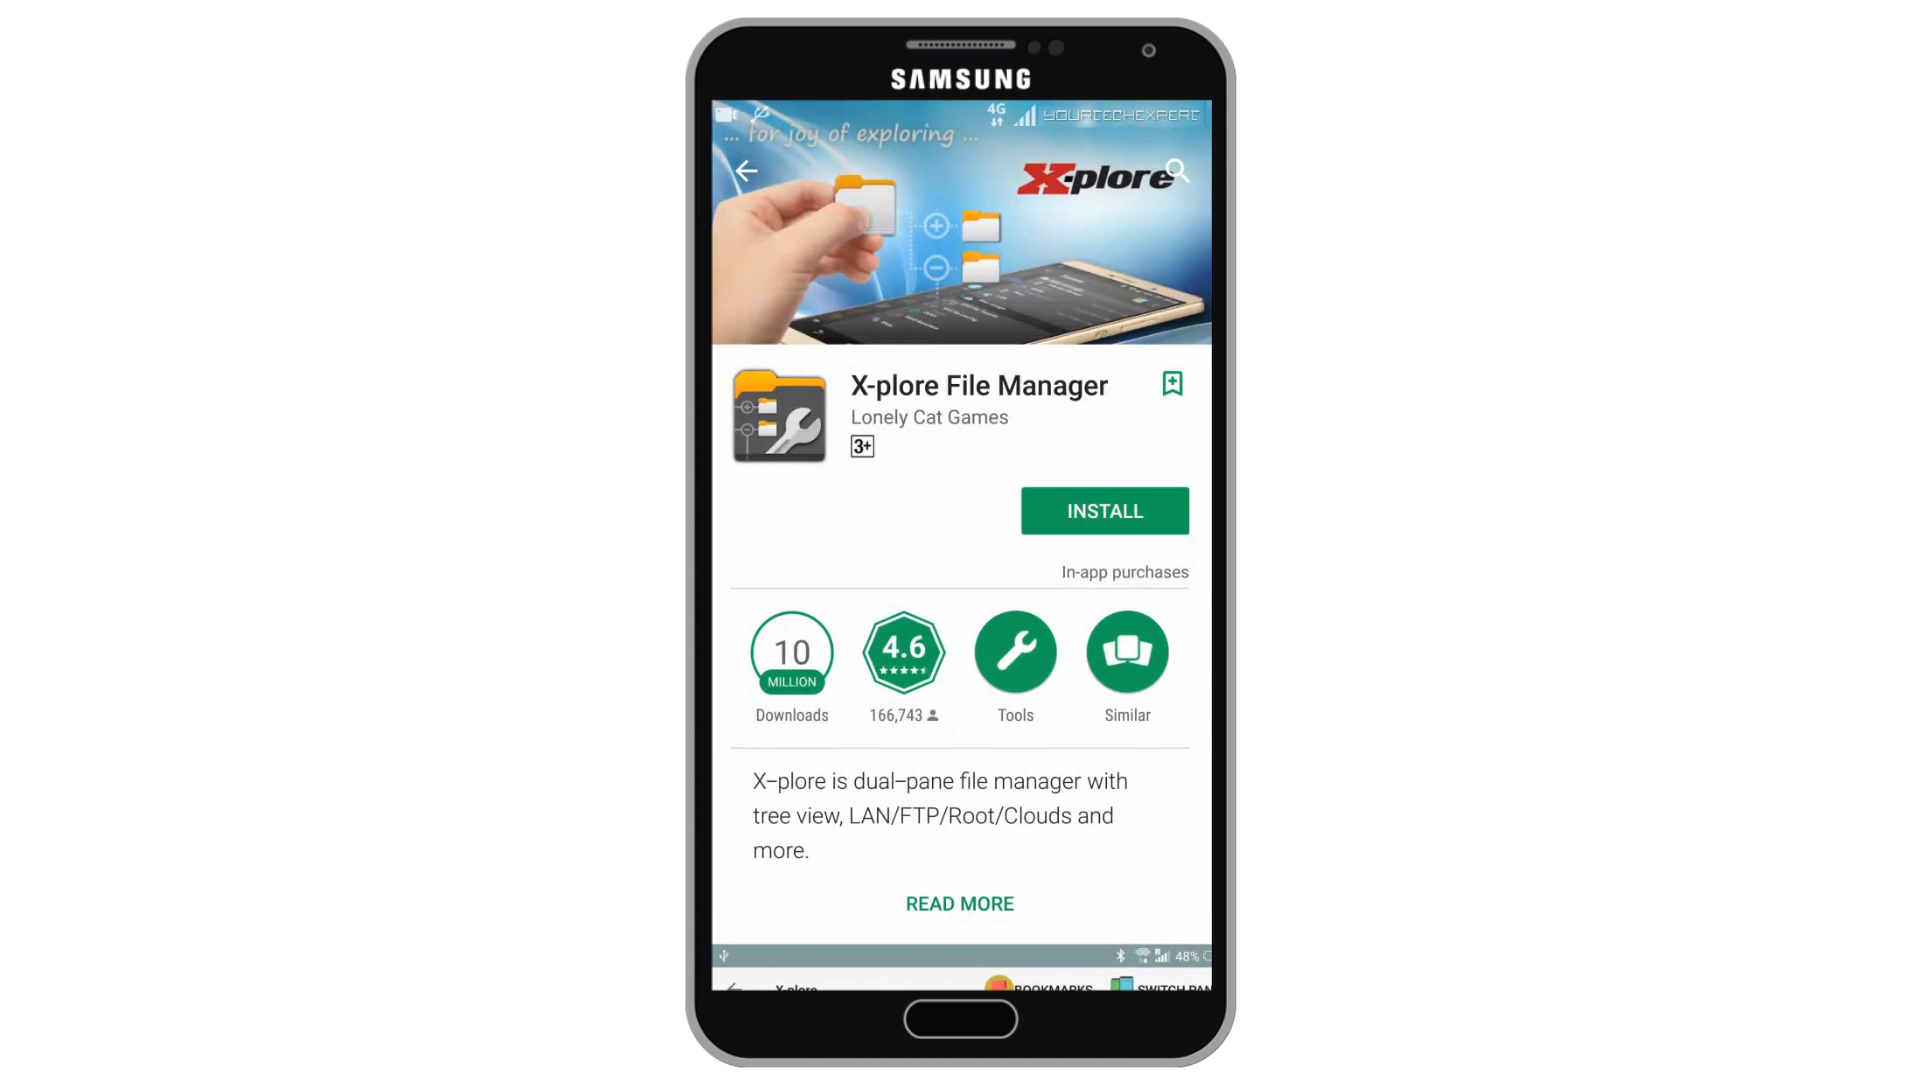 SAMSUNG
4G
YOURTECHEXPERT
... for joy of exploring ...
X-plore
X-plore File Manager
Lonely Cat Games
3+
INSTALL
In-app purchases
10
MILLION
4.6
Downloads
166,743
Tools
Similar
X-plore is dual-pane file manager with
tree view, LAN/FTP/Root/Clouds and
more.
READ MORE
48%
X-plore
BOOKMARKS
SWITCH PAN